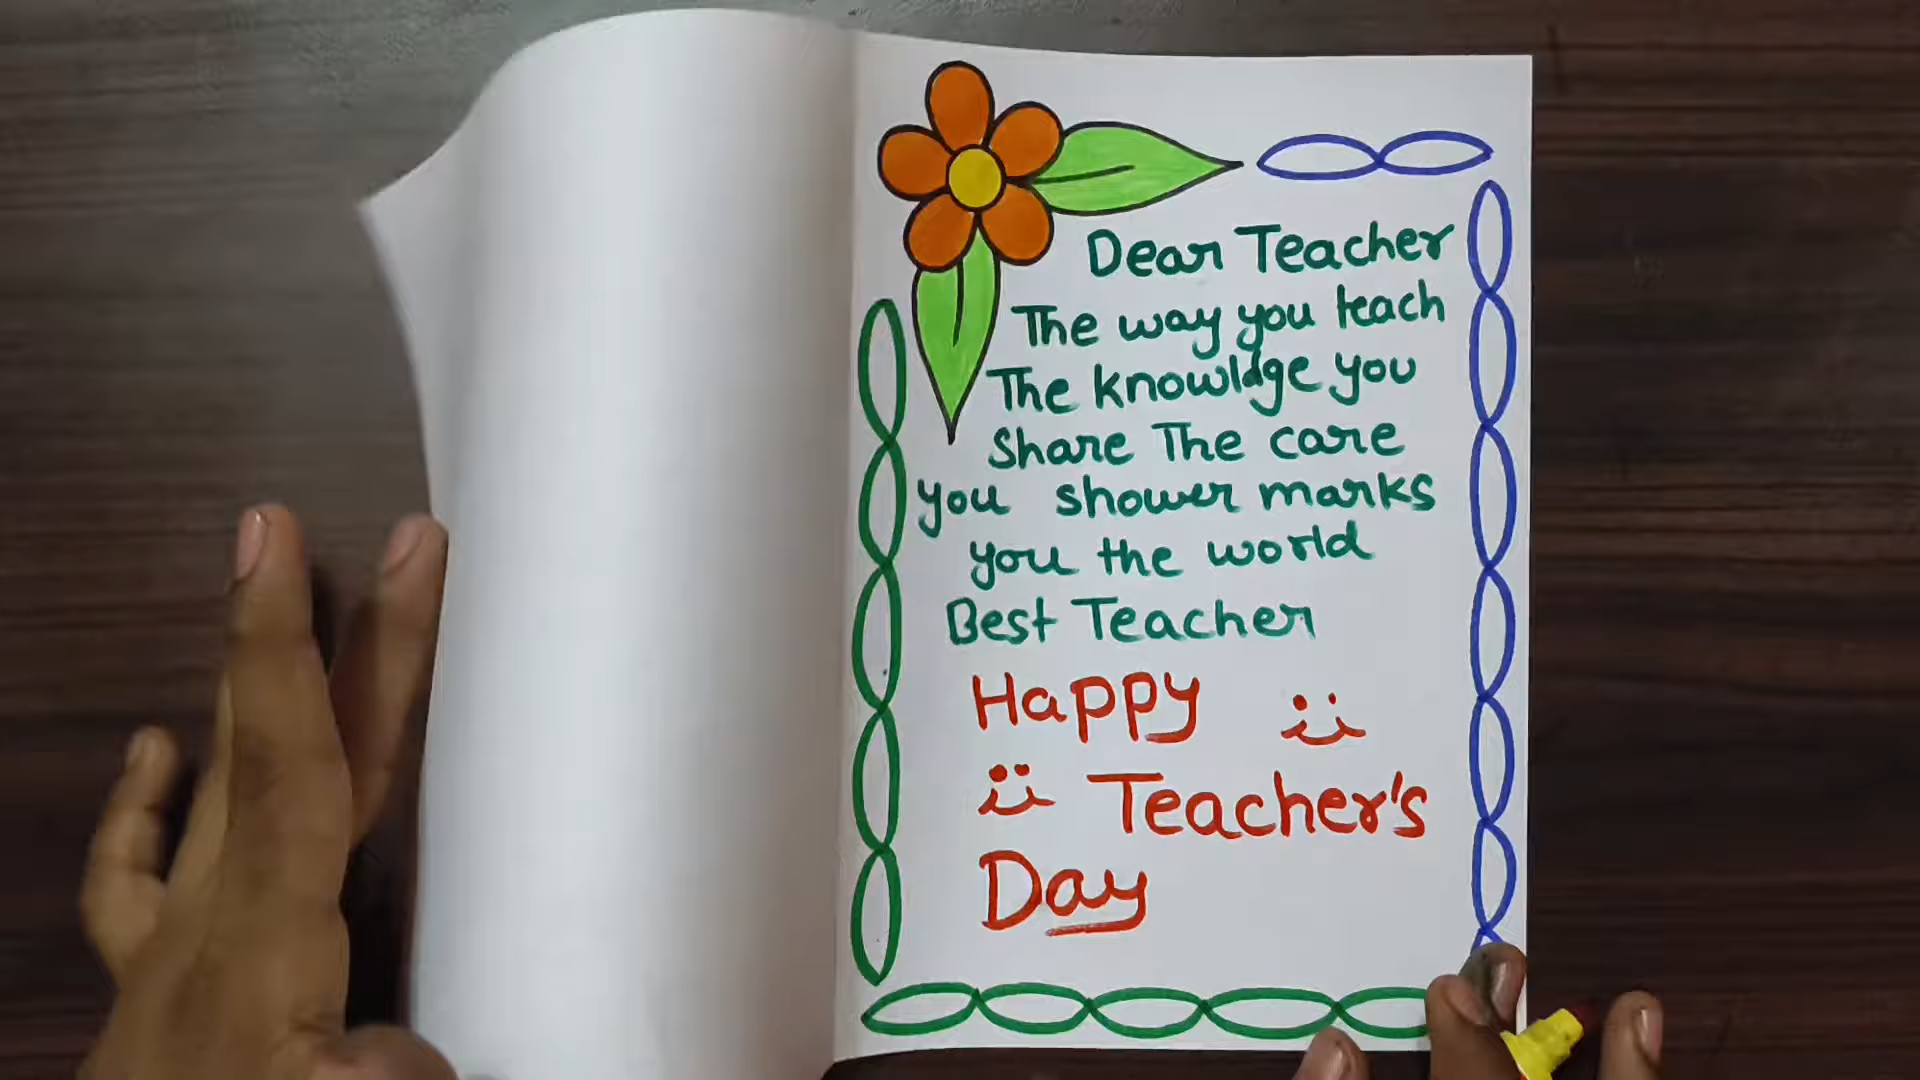 Dear Teacher
The way you teach
The knowldge you
Share The care
you shower marks
you the world
Best Teacher
Happy
Teacher's
Day